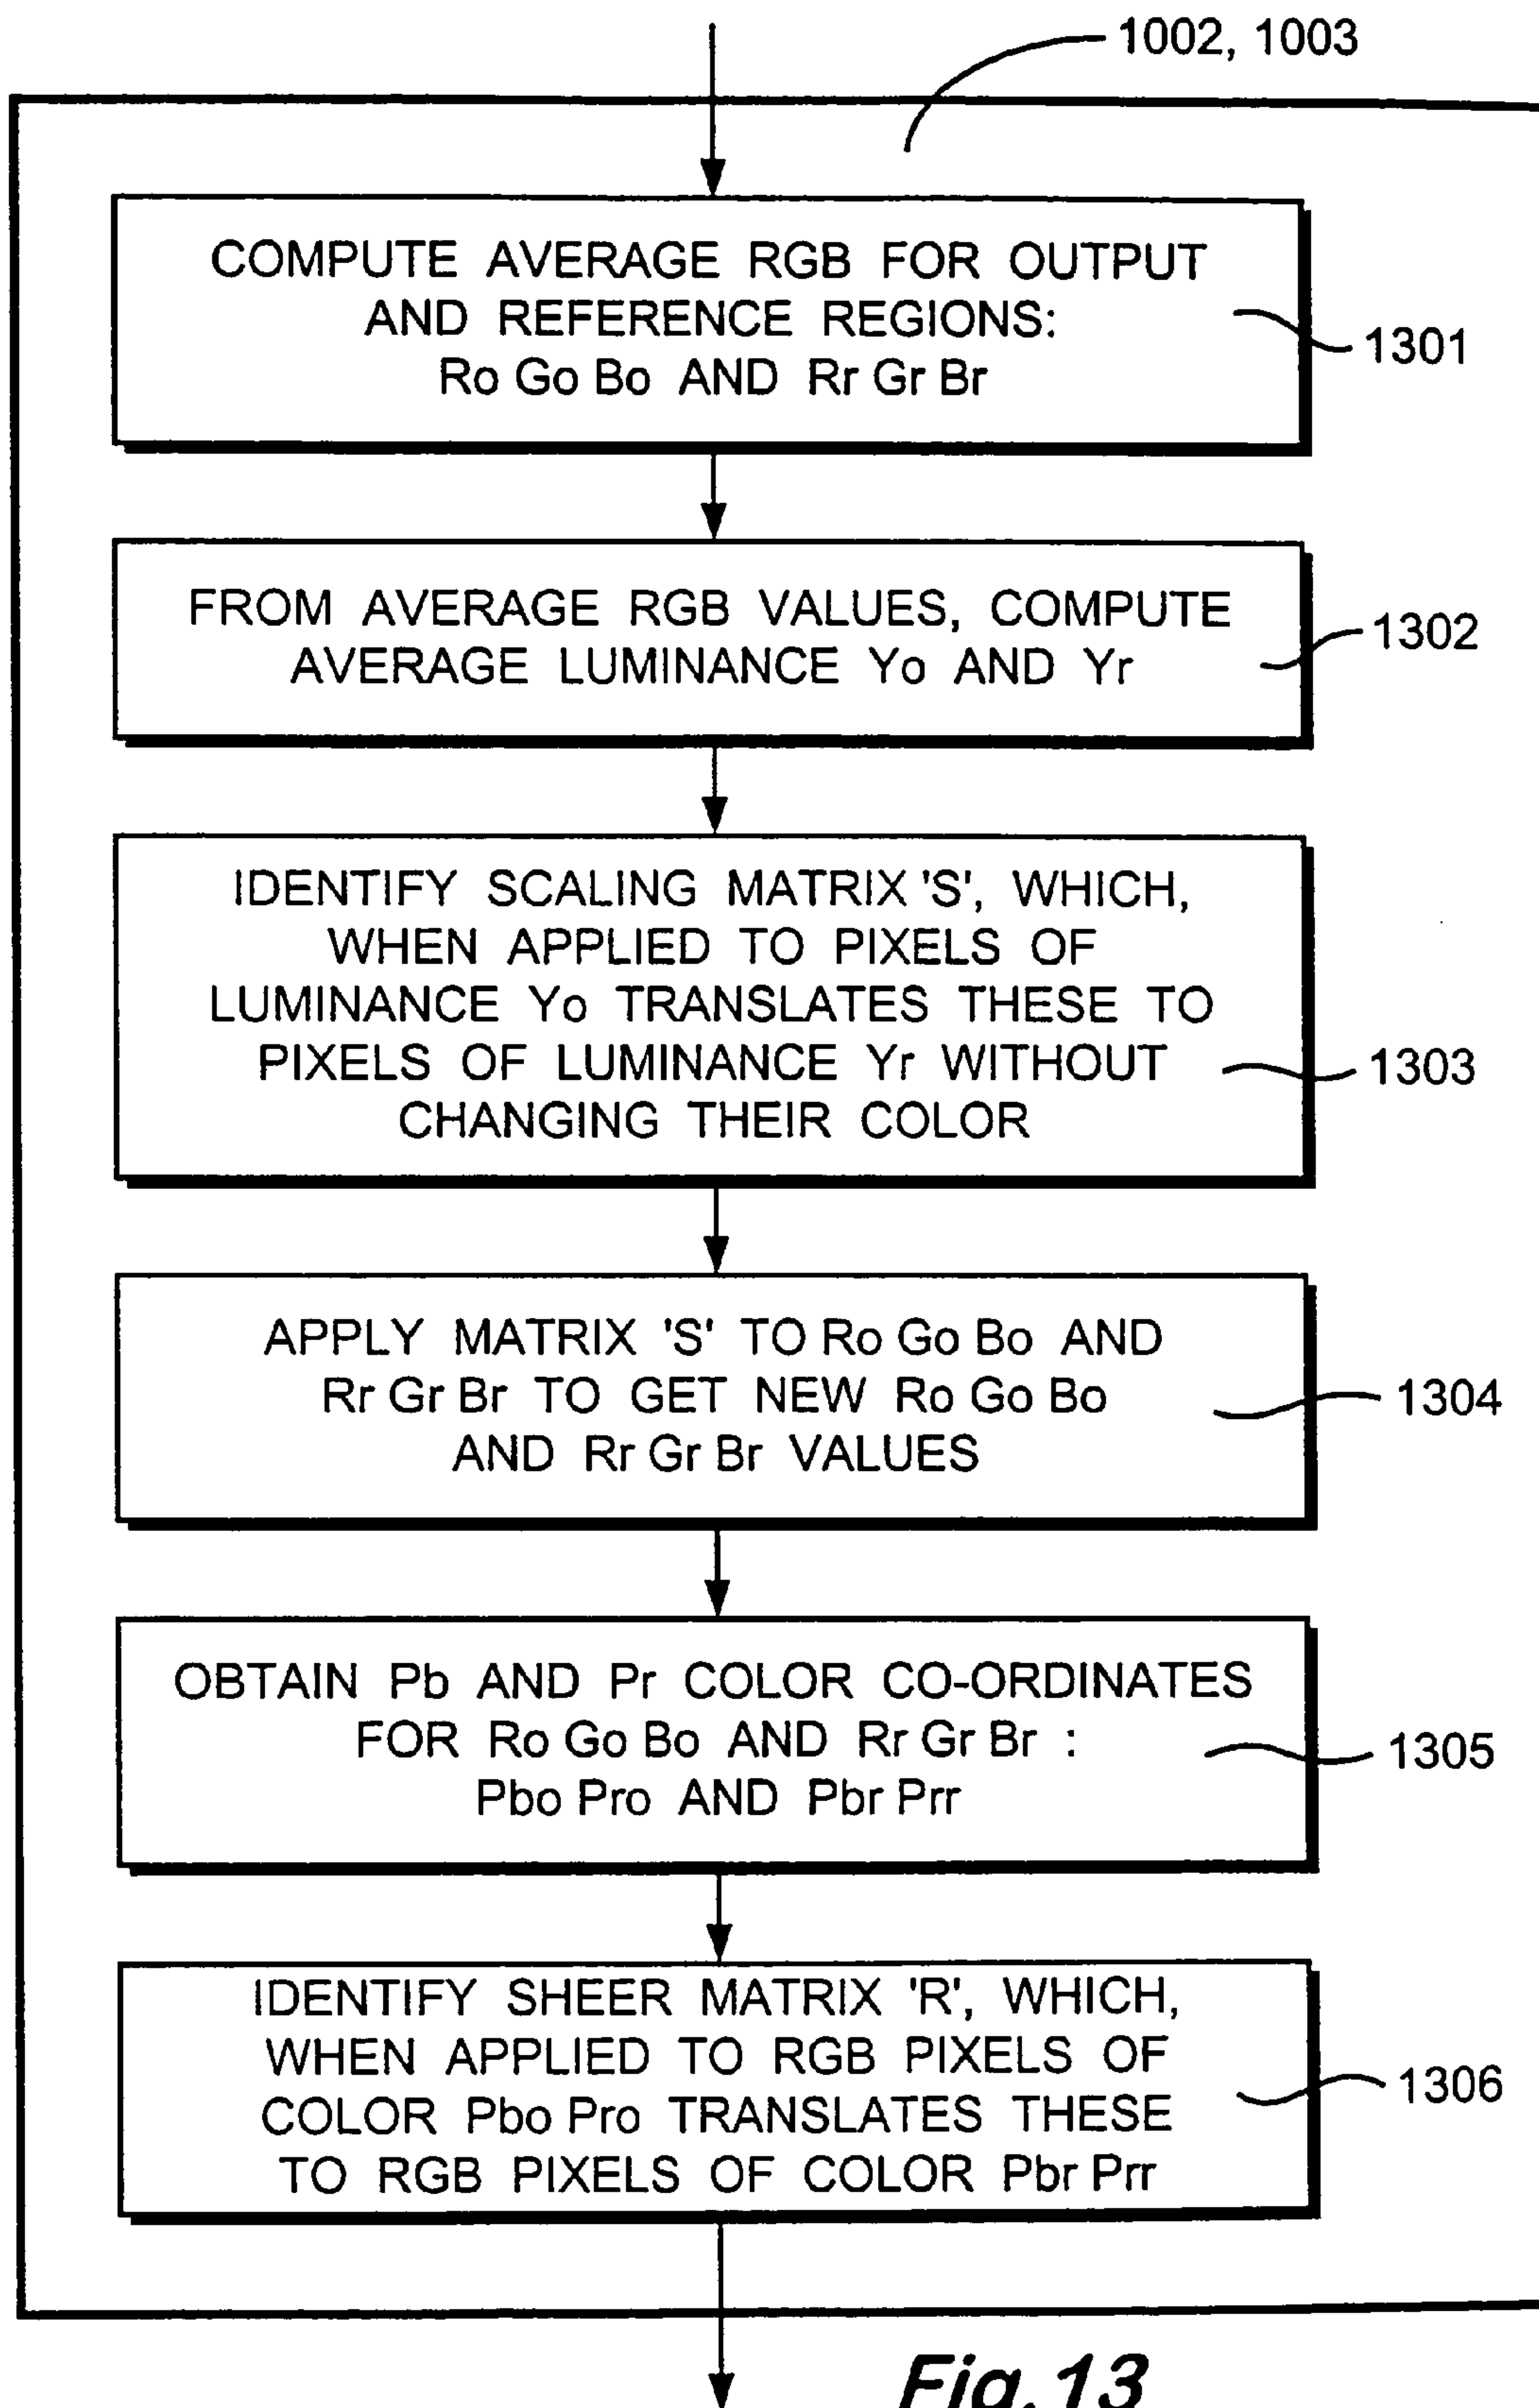 1002, 1003
COMPUTE AVERAGE RGB FOR OUTPUT
AND REFERENCE REGIONS:
Ro Go Bo AND Rr Gr Br
1301
FROM AVERAGE RGB VALUES, COMPUTE
AVERAGE LUMINANCE Yo AND Yr
1302
IDENTIFY SCALING MATRIX 'S', WHICH,
WHEN APPLIED TO PIXELS OF
LUMINANCE Yo TRANSLATES THESE TO
PIXELS OF LUMINANCE Yr WITHOUT
CHANGING THEIR COLOR
1303
APPLY MATRIX 'S' TO Ro Go Bo AND
Rr Gr Br TO GET NEW Ro Go Bo
AND Rr Gr Br VALUES
1304
OBTAIN Pb AND Pr COLOR CO-ORDINATES
FOR Ro Go Bo AND Rr Gr Br :
Pbo Pro AND Pbr Prr
1305
IDENTIFY SHEER MATRIX 'R', WHICH,
WHEN APPLIED TO RGB PIXELS OF
COLOR Pbo Pro TRANSLATES THESE
TO RGB PIXELS OF COLOR Pbr Prr
1306
Fig.13